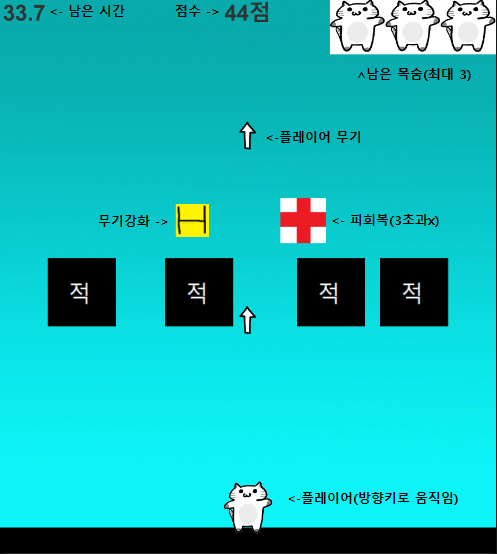 33.7 <- 남은 시간 점수 -> 44점
^남은 목숨(최대 3)
<-플레이어 무기
무기강화 -> H <- 피회복(3초과x)
적 적 적 적
<-플레이어(방향키로 움직임)